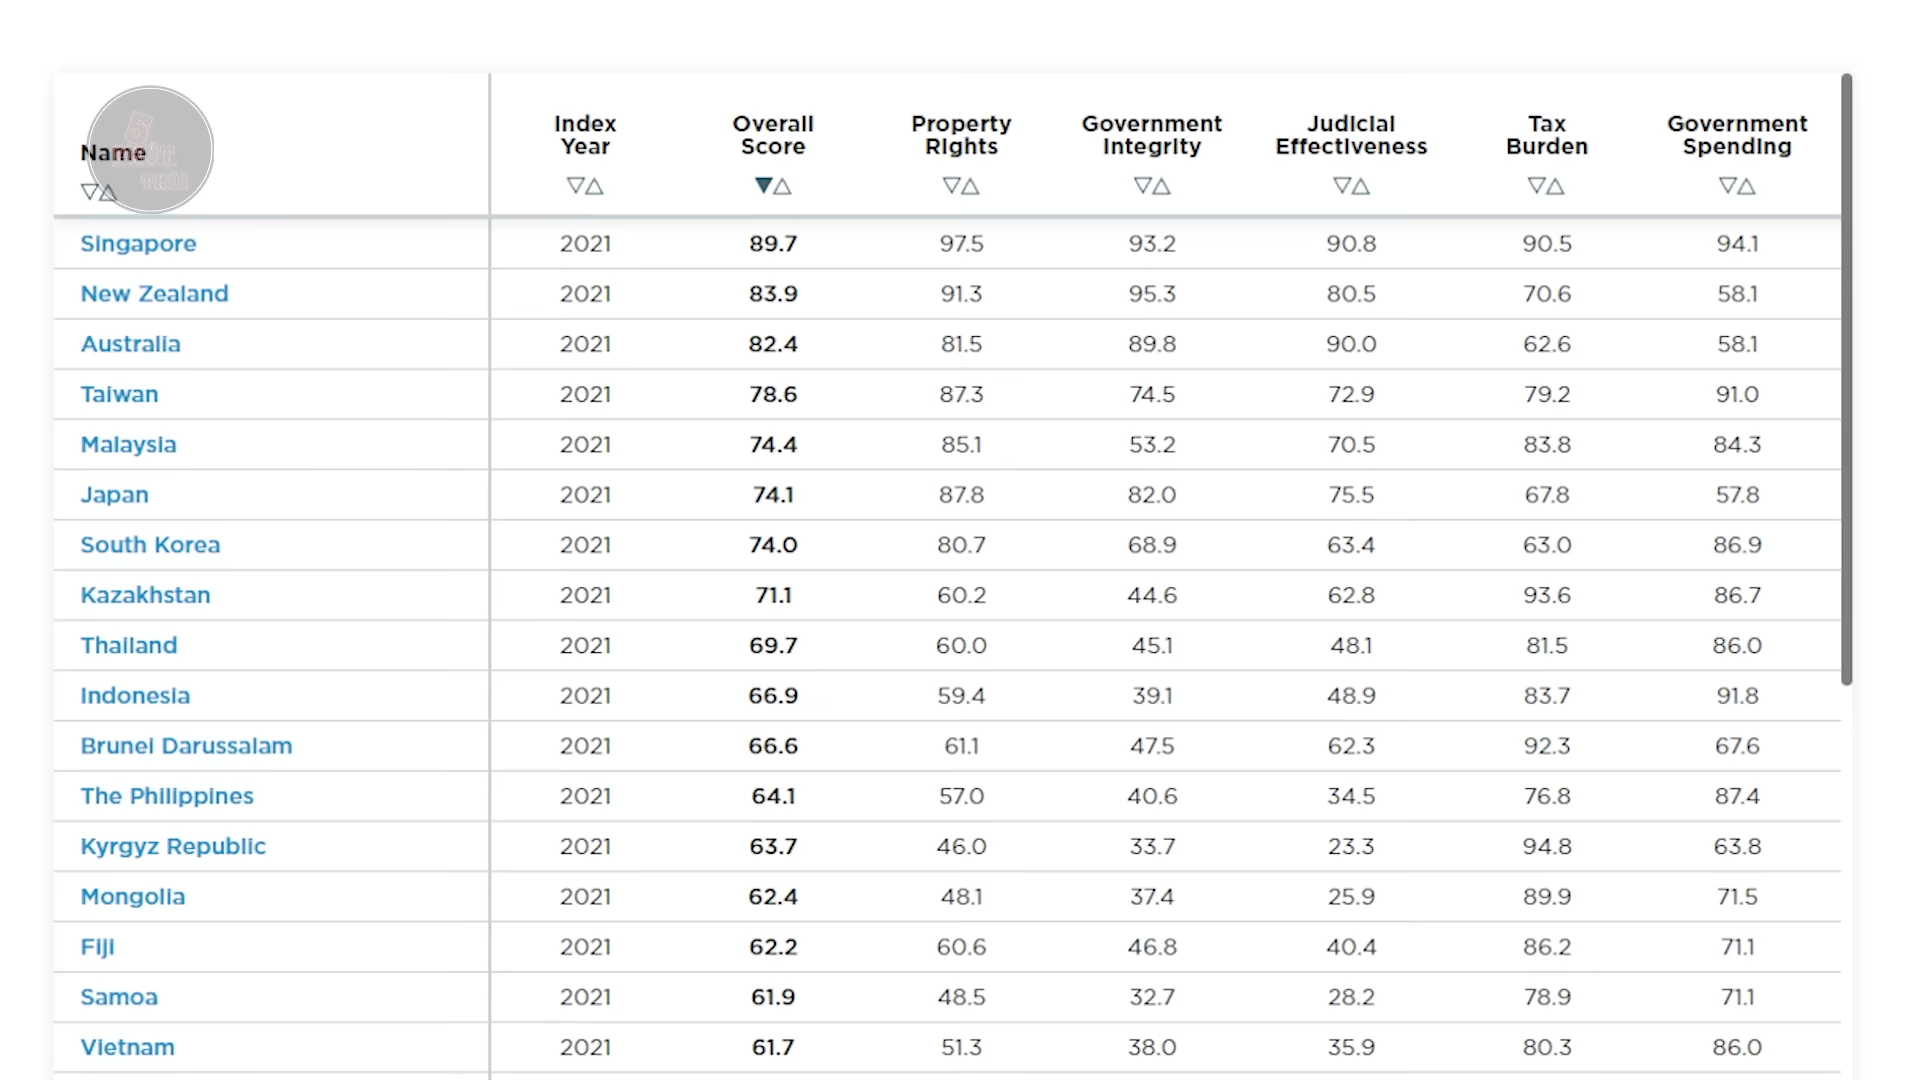 Name
Index Year
Overall Score
Property Rights
Government Integrity
Judicial Effectiveness
Tax Burden
Government Spending
5
PHÚT
THÔI
Singapore 2021 89.7 97.5 93.2 90.8 90.5 94.1
New Zealand 2021 83.9 91.3 95.3 80.5 70.6 58.1
Australia 2021 82.4 81.5 89.8 90.0 62.6 58.1
Taiwan 2021 78.6 87.3 74.5 72.9 79.2 91.0
Malaysia 2021 74.4 85.1 53.2 70.5 83.8 84.3
Japan 2021 74.1 87.8 82.0 75.5 67.8 57.8
South Korea 2021 74.0 80.7 68.9 63.4 63.0 86.9
Kazakhstan 2021 71.1 60.2 44.6 62.8 93.6 86.7
Thailand 2021 69.7 60.0 45.1 48.1 81.5 86.0
Indonesia 2021 66.9 59.4 39.1 48.9 83.7 91.8
Brunei Darussalam 2021 66.6 61.1 47.5 62.3 92.3 67.6
The Philippines 2021 64.1 57.0 40.6 34.5 76.8 87.4
Kyrgyz Republic 2021 63.7 46.0 33.7 23.3 94.8 63.8
Mongolia 2021 62.4 48.1 37.4 25.9 89.9 71.5
Fiji 2021 62.2 60.6 46.8 40.4 86.2 71.1
Samoa 2021 61.9 48.5 32.7 28.2 78.9 71.1
Vietnam 2021 61.7 51.3 38.0 35.9 80.3 86.0